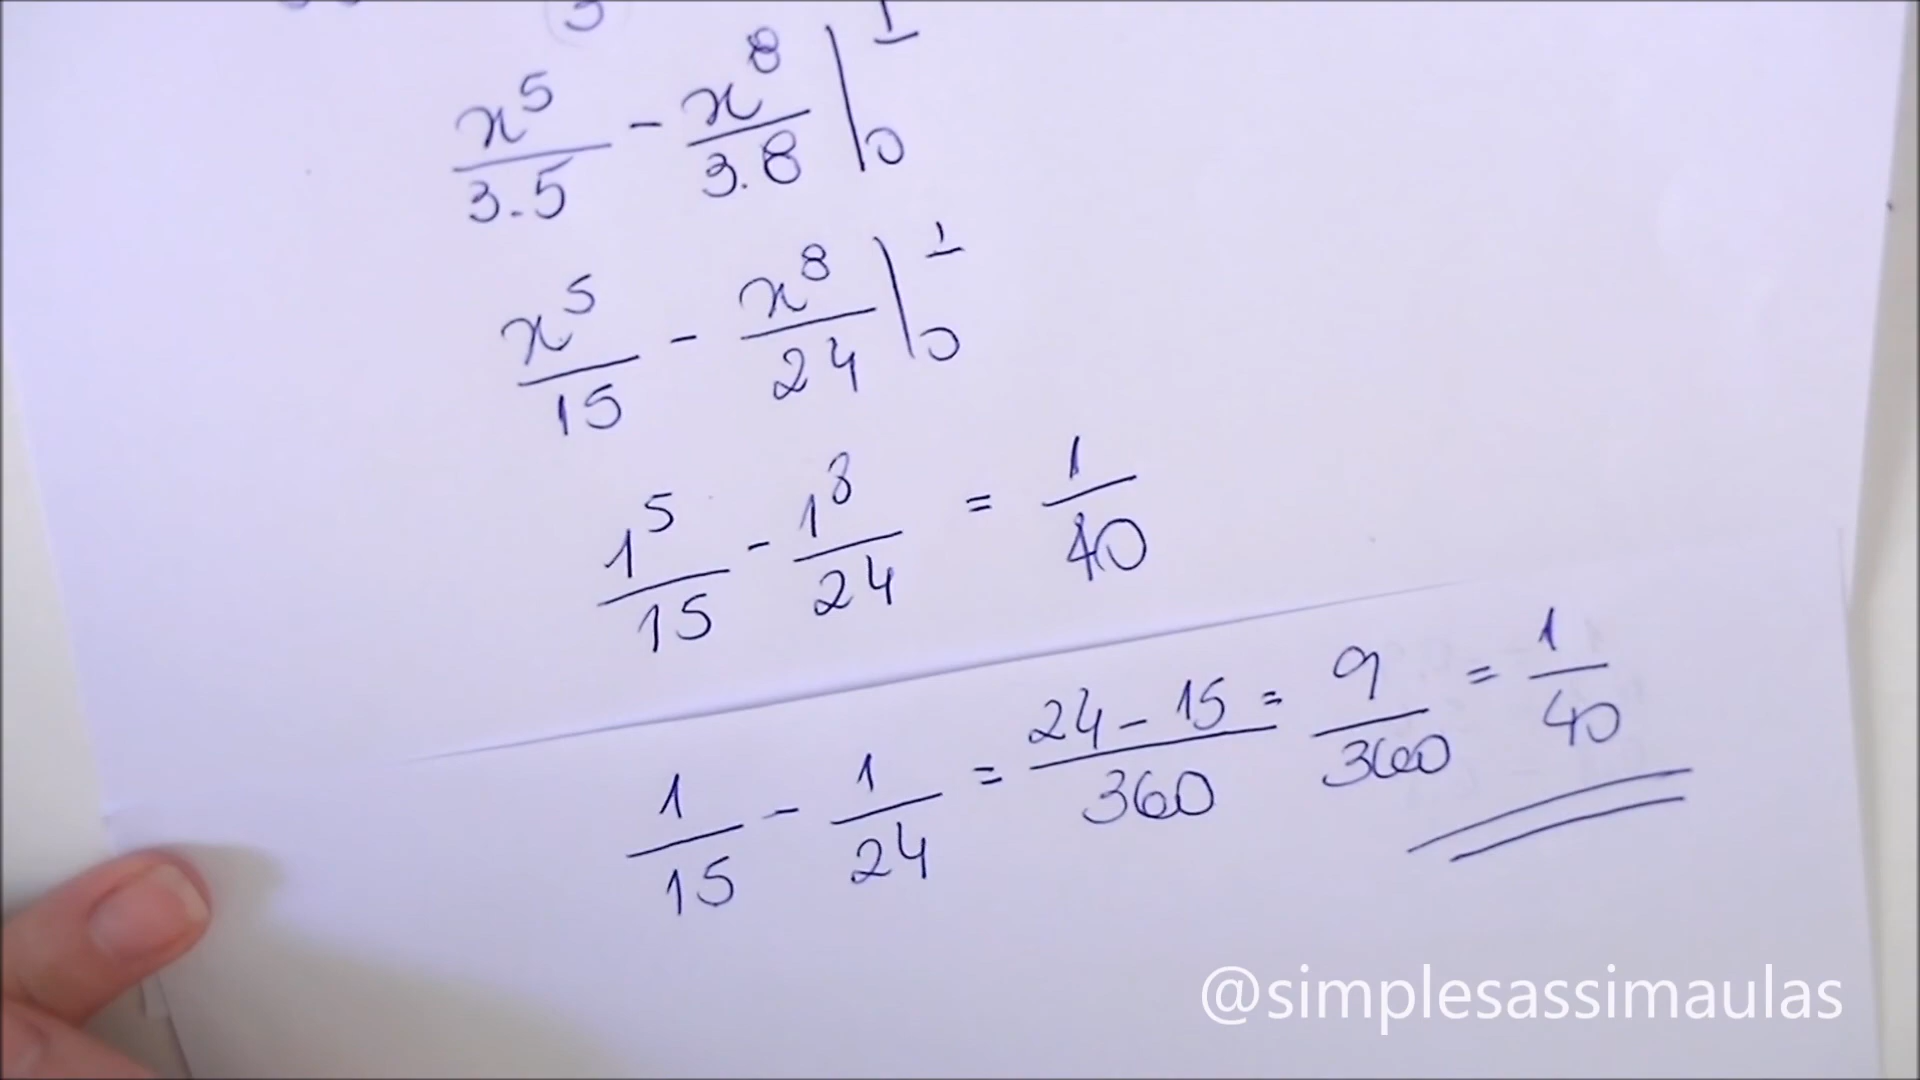 3
x^5/3.5 - x^8/3.8 |_0^1
x^5/15 - x^8/24 |_0^1
1^5/15 - 1^8/24 = 1/40
1/15 - 1/24 = 24-15/360 = 9/360 = 1/40
@simplesassimaulas